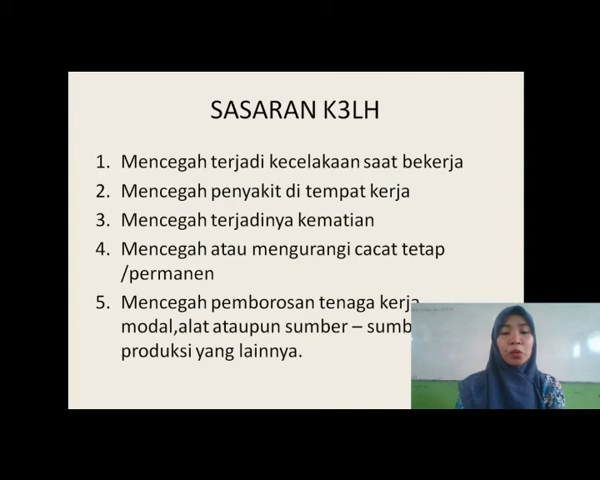 SASARAN K3LH
1. Mencegah terjadi kecelakaan saat bekerja
2. Mencegah penyakit di tempat kerja
3. Mencegah terjadinya kematian
4. Mencegah atau mengurangi cacat tetap
/permanen
5. Mencegah pemborosan tenaga kerja
modal,alat ataupun sumber – sumb
produksi yang lainnya.